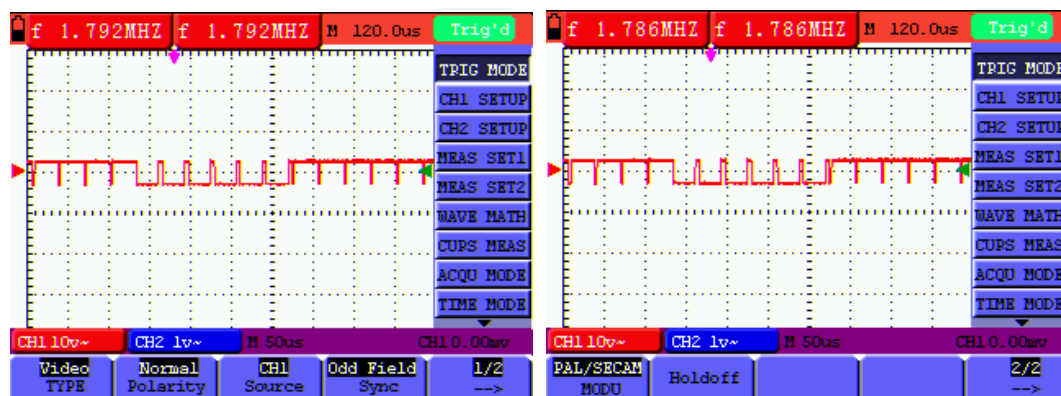 f 1.792MHZ f 1.792MHZ M 120.0us Trig'd
TRIG MODE
CH1 SETUP
CH2 SETUP
MEAS SET1
MEAS SET2
WAVE MATH
CUPS MEAS
ACQU MODE
TIME MODE
CH1 10v~ CH2 1v~ M 50us CH1 0.00mv
Video Normal CH1 Odd Field 1/2
TYPE Polarity Source Sync -->
f 1.786MHZ f 1.786MHZ M 120.0us Trig'd
TRIG MODE
CH1 SETUP
CH2 SETUP
MEAS SET1
MEAS SET2
WAVE MATH
CUPS MEAS
ACQU MODE
TIME MODE
CH1 10v~ CH2 1v~ M 50us CH1 0.00mv
PAL/SECAM Holdoff 2/2
MODU -->